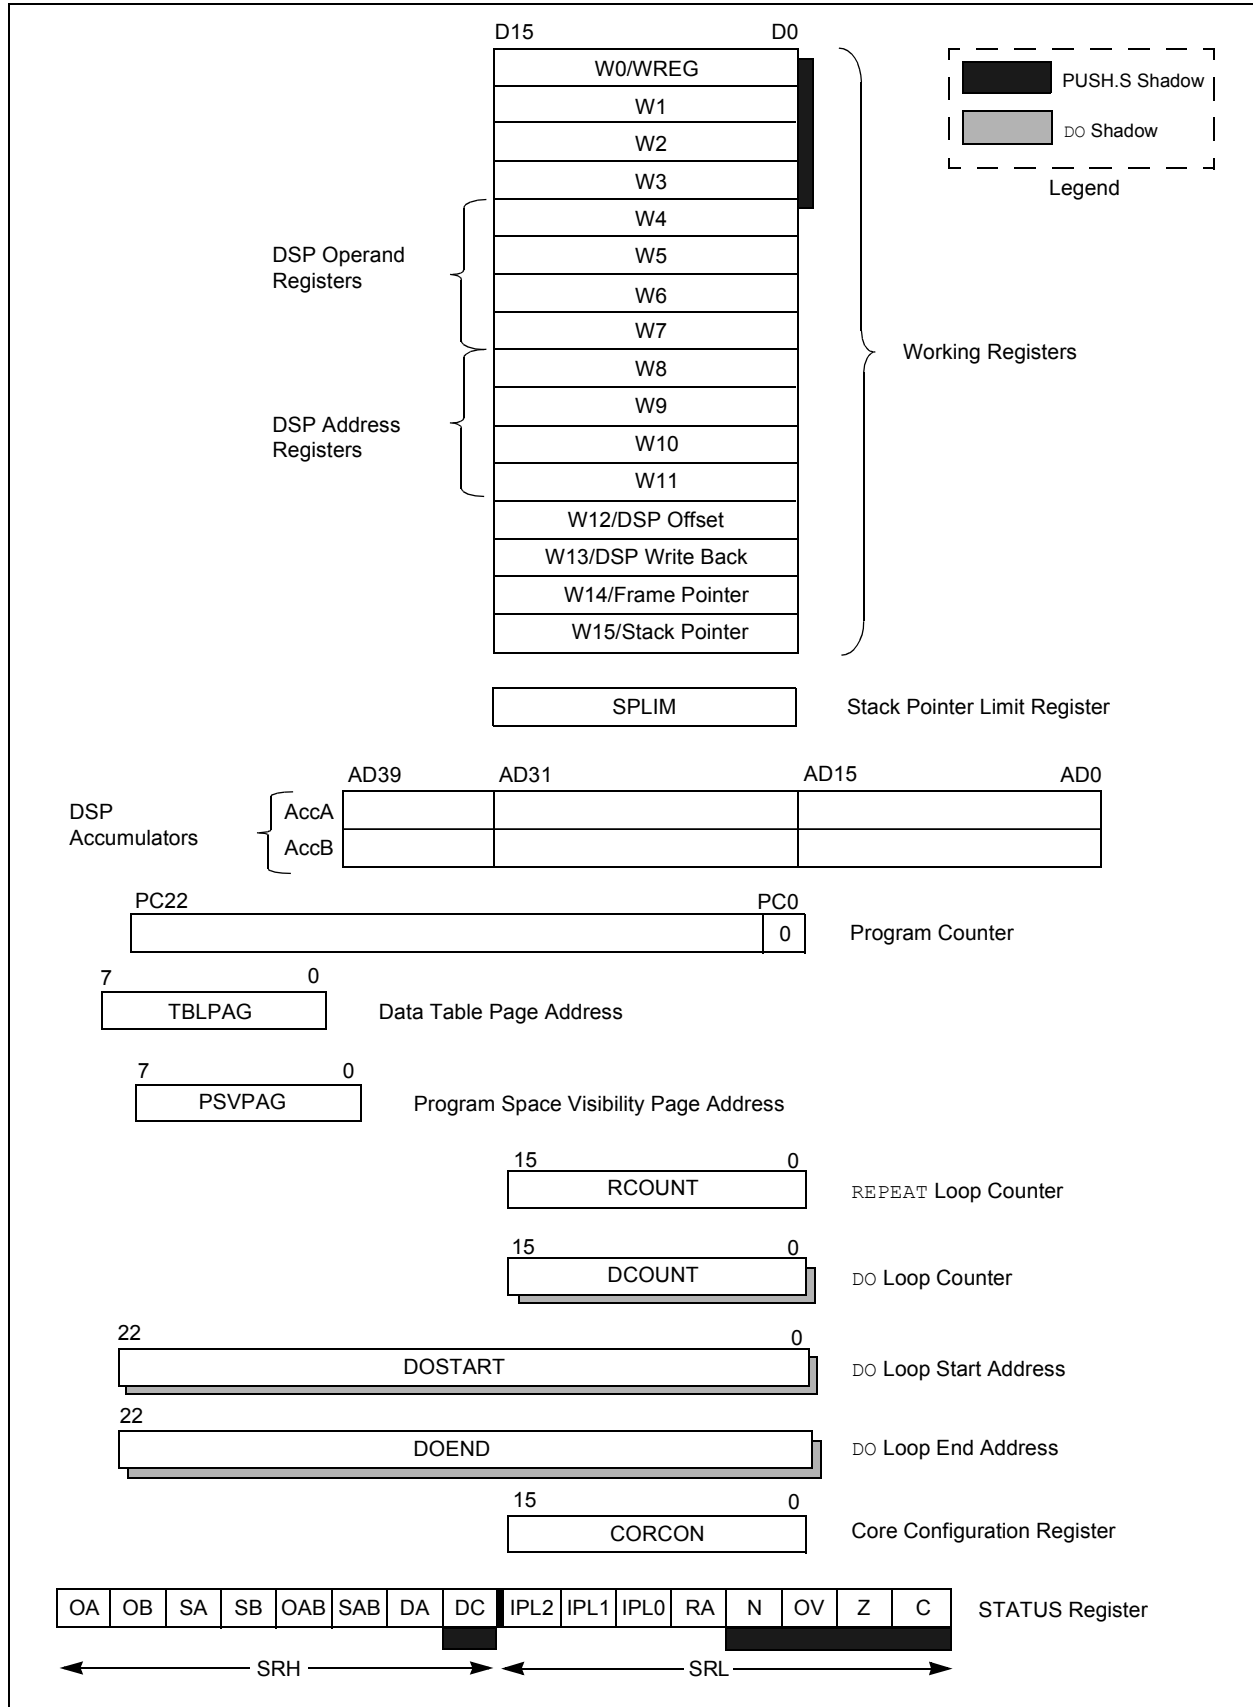 D15 D0
W0/WREG
PUSH.S Shadow
W1
DO Shadow
W2
W3
Legend
W4
DSP Operand
Registers
W5
W6
W7
Working Registers
W8
W9
DSP Address
Registers
W10
W11
W12/DSP Offset
W13/DSP Write Back
W14/Frame Pointer
W15/Stack Pointer
SPLIM Stack Pointer Limit Register
AD39 AD31 AD15 AD0
DSP
Accumulators
AccA
AccB
PC22 PC0
0 Program Counter
7 0
TBLPAG Data Table Page Address
7 0
PSVPAG Program Space Visibility Page Address
15 0
RCOUNT REPEAT Loop Counter
15 0
DCOUNT DO Loop Counter
22 0
DOSTART DO Loop Start Address
22
DOEND DO Loop End Address
15 0
CORCON Core Configuration Register
OA OB SA SB OAB SAB DA DC IPL2 IPL1 IPL0 RA N OV Z C STATUS Register
SRH SRL